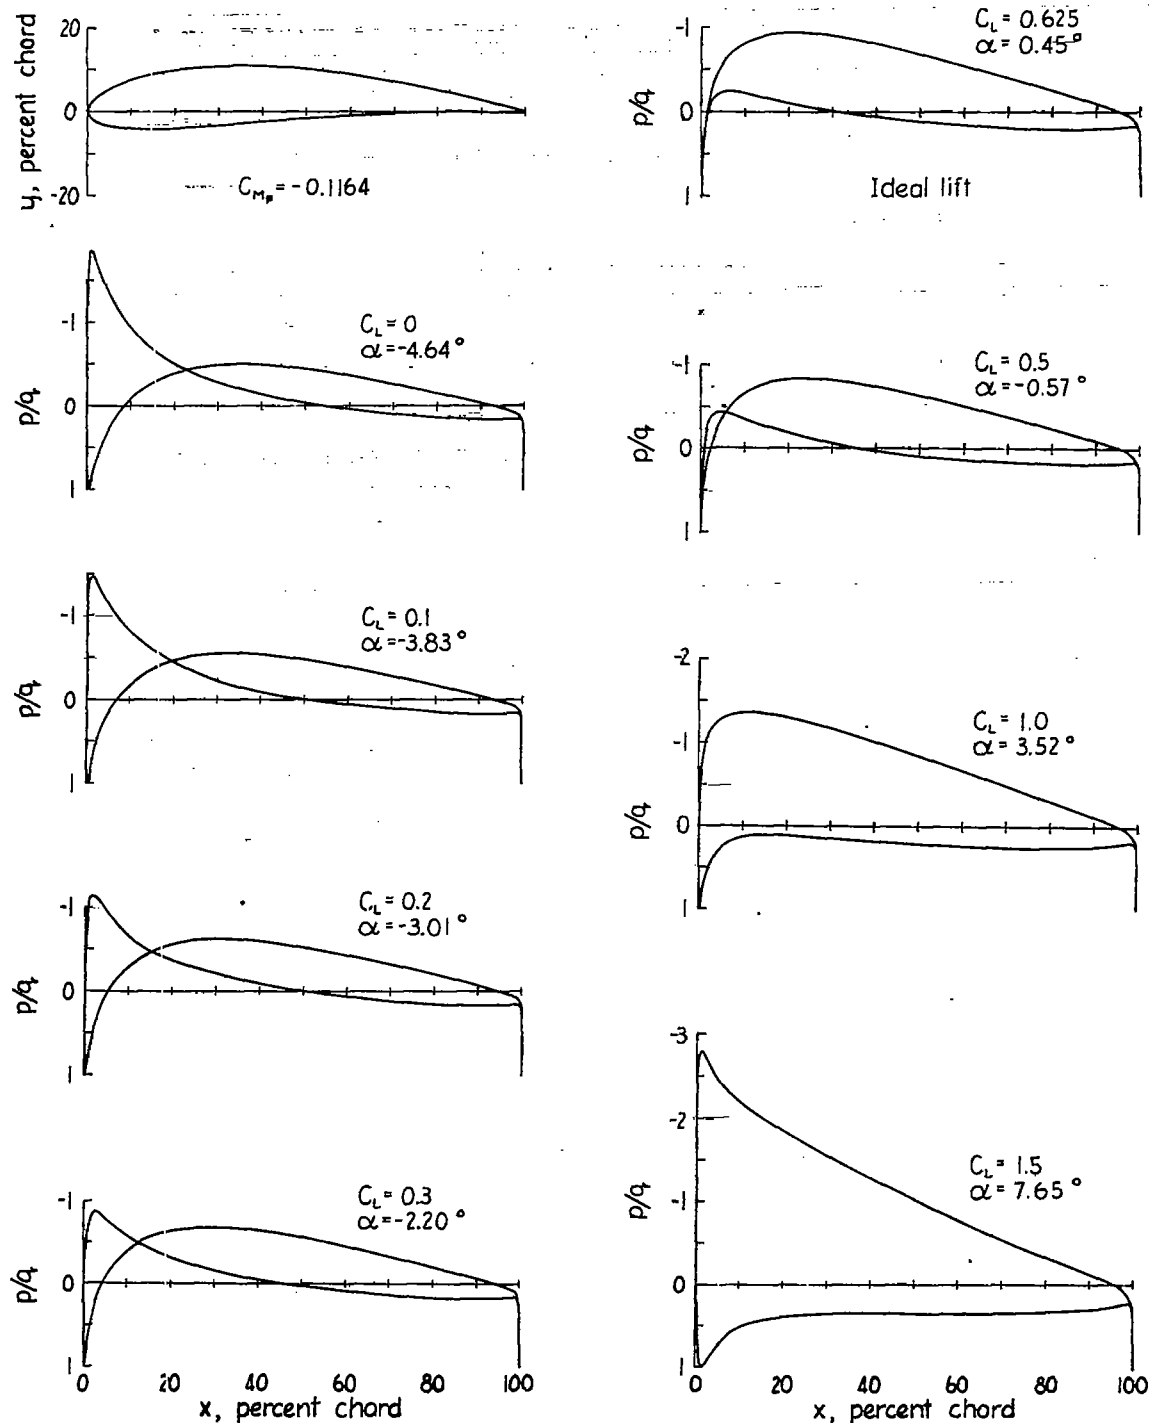 20
10
0
-20
y, percent chord
C_Mp = -0.1164
-1
0
1
p/q
C_L = 0
α = -4.64°
-1
0
1
p/q
C_L = 0.1
α = -3.83°
-1
0
1
p/q
C_L = 0.2
α = -3.01°
-1
0
1
p/q
C_L = 0.3
α = -2.20°
0 20 40 60 80 100
x, percent chord
-1
0
1
p/q
C_L = 0.625
α = 0.45°
Ideal lift
-1
0
1
p/q
C_L = 0.5
α = -0.57°
-2
-1
0
1
p/q
C_L = 1.0
α = 3.52°
-3
-2
-1
0
1
p/q
C_L = 1.5
α = 7.65°
0 20 40 60 80 100
x, percent chord